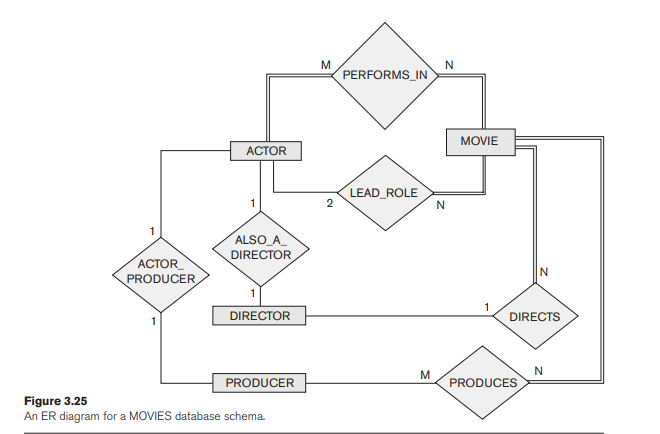 M
PERFORMS_IN
N
ACTOR
MOVIE
LEAD_ROLE
2
N
1
1
ALSO_A_
DIRECTOR
ACTOR_
PRODUCER
N
1
1
DIRECTOR
1
DIRECTS
PRODUCER
M
PRODUCES
N
Figure 3.25
An ER diagram for a MOVIES database schema.